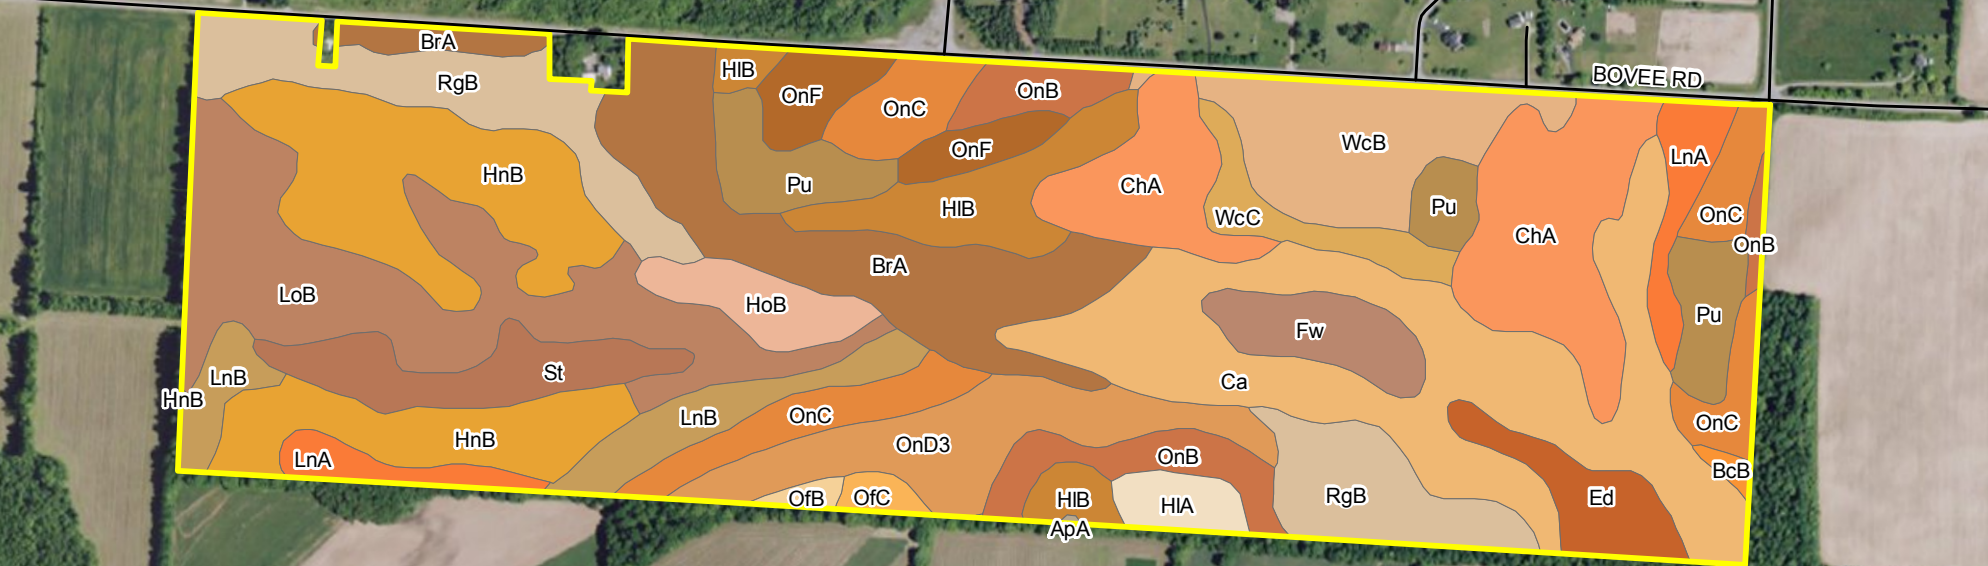 BrA
HlB
BOVEE RD
RgB
OnF
OnC
OnB
WcB
OnF
LnA
HnB
Pu
ChA
HlB
WcC
Pu
OnC
ChA
OnB
BrA
LoB
HoB
Fw
Pu
LnB
St
Ca
HnB
LnB
OnC
OnC
HnB
OnD3
LnA
OnB
BcB
OfB
OfC
HlB
HlA
RgB
Ed
ApA